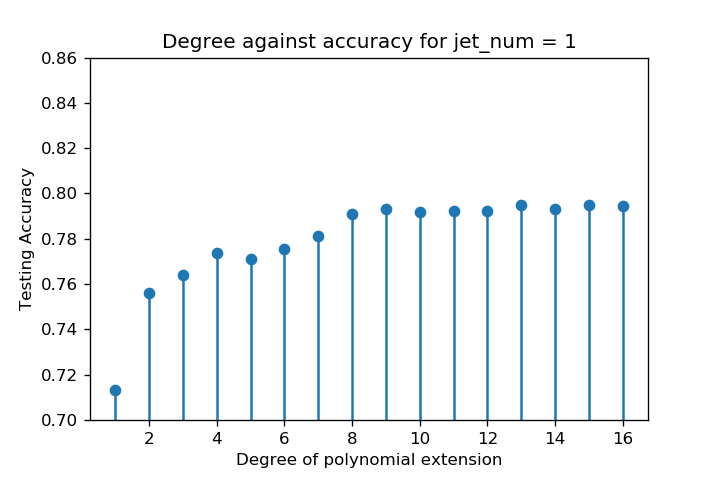 Degree against accuracy for jet_num = 1
0.86
0.84
0.82
0.80
0.78
0.76
0.74
0.72
0.70
Testing Accuracy
2 4 6 8 10 12 14 16
Degree of polynomial extension